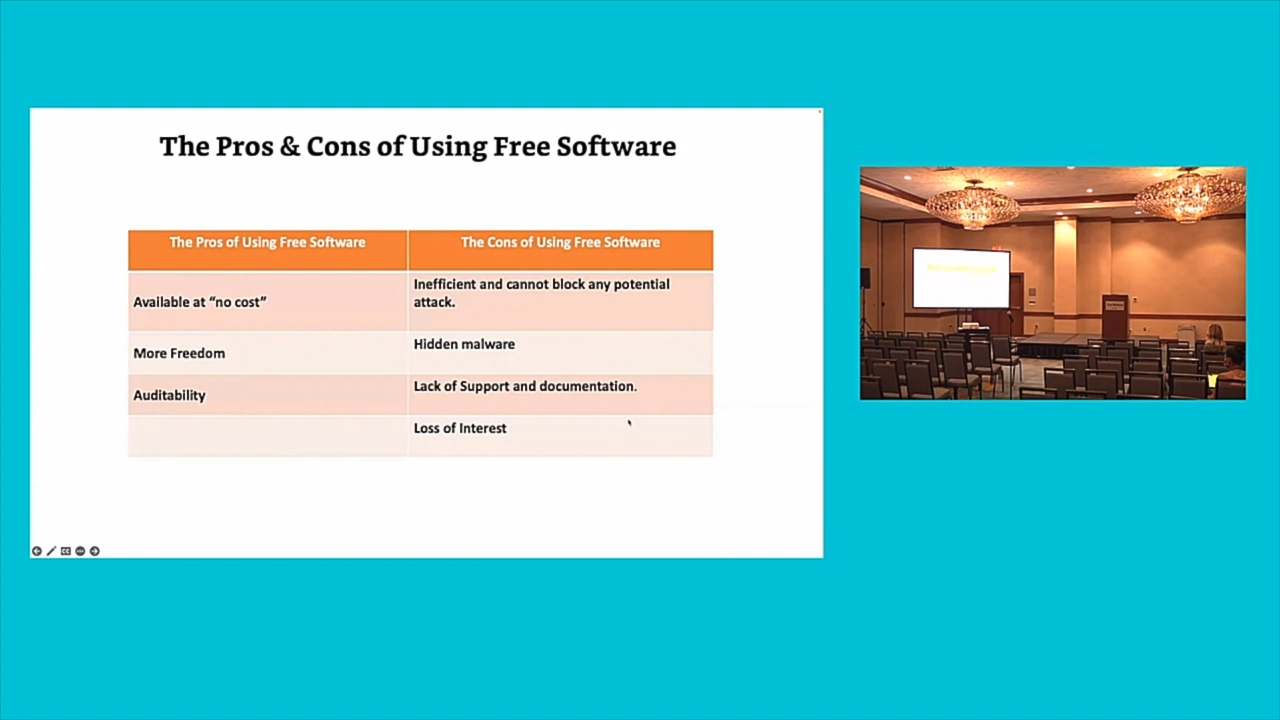 The Pros & Cons of Using Free Software
The Pros of Using Free Software
The Cons of Using Free Software
Available at “no cost”
Inefficient and cannot block any potential
attack.
More Freedom
Hidden malware
Auditability
Lack of Support and documentation.
Loss of Interest